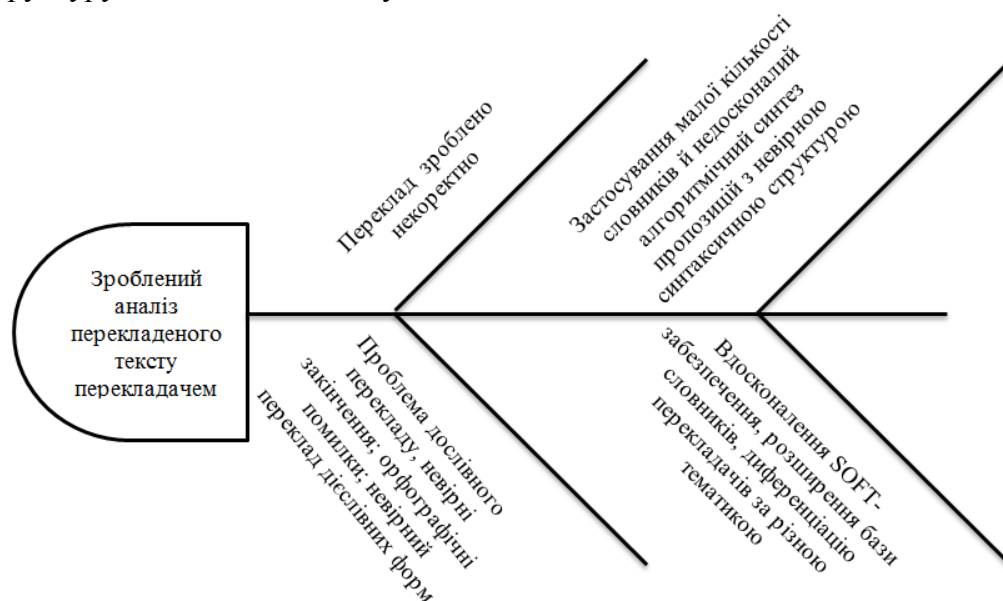 Зроблений
аналіз
перекладеного
тексту
перекладачем
Переклад зроблено
некоректно
Проблема дослівного
перекладу, невірні
закінчення; орфографічні
помилки; невірний
переклад дієслівних форм
Застосування малої кількості
словників й недосконалий
алгоритмічний синтез
пропозицій з невірною
синтаксичною структурою
Вдосконалення SOFT-
забезпечення, розширення бази
словників, диференціацію
перекладачів за різною
тематикою